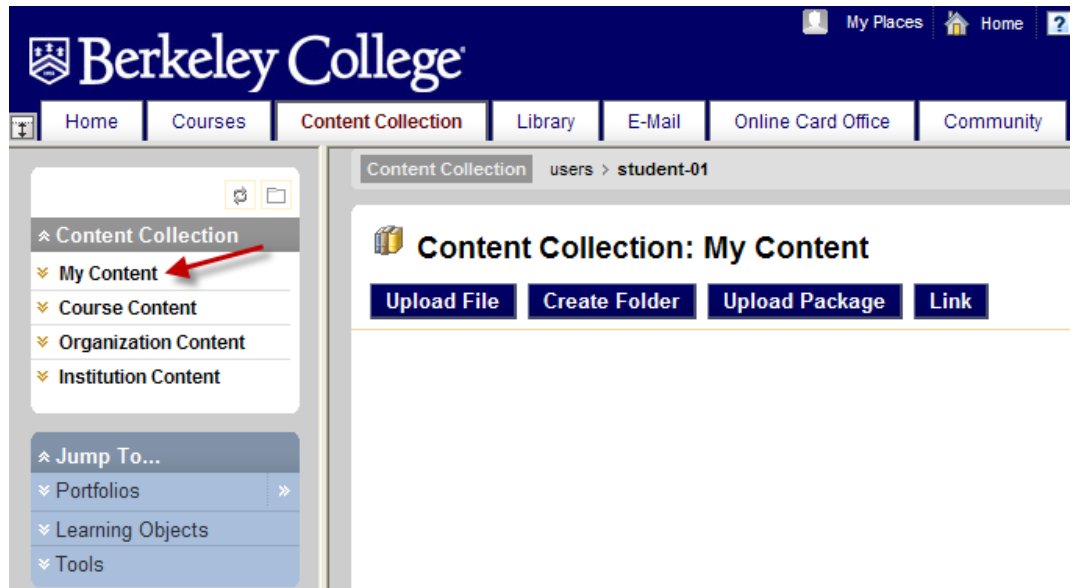 My Places Home ?
Berkeley College
Home Courses Content Collection Library E-Mail Online Card Office Community
Content Collection users > student-01
Content Collection
My Content
Course Content
Organization Content
Institution Content
Content Collection: My Content
Upload File Create Folder Upload Package Link
Jump To...
Portfolios
Learning Objects
Tools